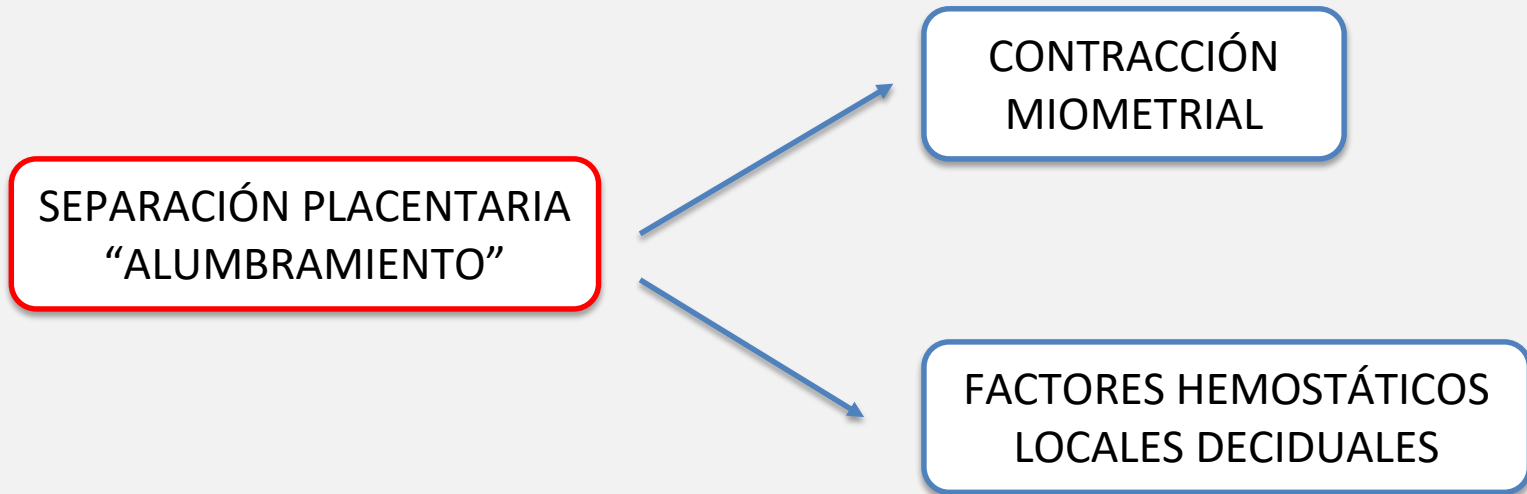 CONTRACCIÓN
MIOMETRIAL
SEPARACIÓN PLACENTARIA
“ALUMBRAMIENTO”
FACTORES HEMOSTÁTICOS
LOCALES DECIDUALES